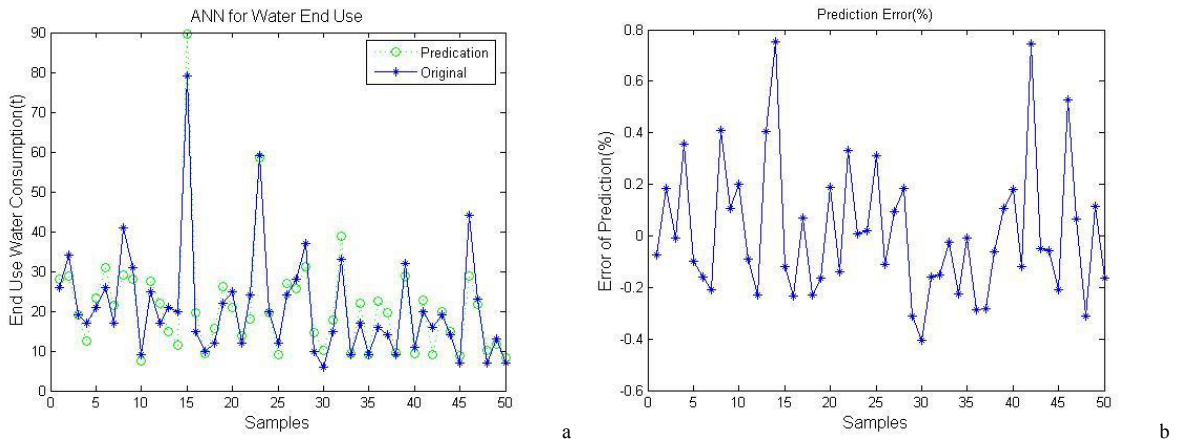 ANN for Water End Use
End Use Water Consumption(t)
90
80
70
60
50
40
30
20
10
0
Predication
Original
0 5 10 15 20 25 30 35 40 45 50
Samples
a
Prediction Error(%)
Error of Prediction(%)
0.8
0.6
0.4
0.2
0
-0.2
-0.4
-0.6
0 5 10 15 20 25 30 35 40 45 50
Samples
b